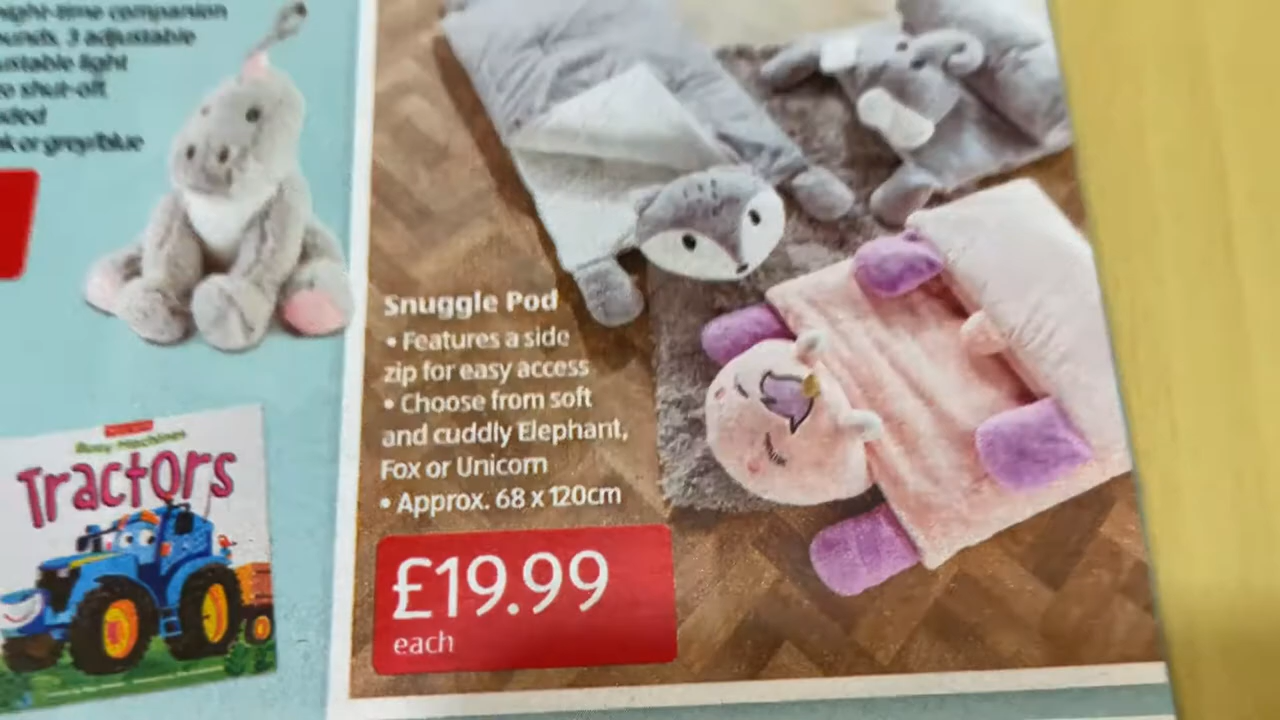 night-time companion
sounds, 3 adjustable
light
shut-off
or grey/blue
Snuggle Pod
• Features a side
zip for easy access
• Choose from soft
and cuddly Elephant,
Fox or Unicorn
• Approx. 68 x 120cm
£19.99
each
Busy Machines
Tractors